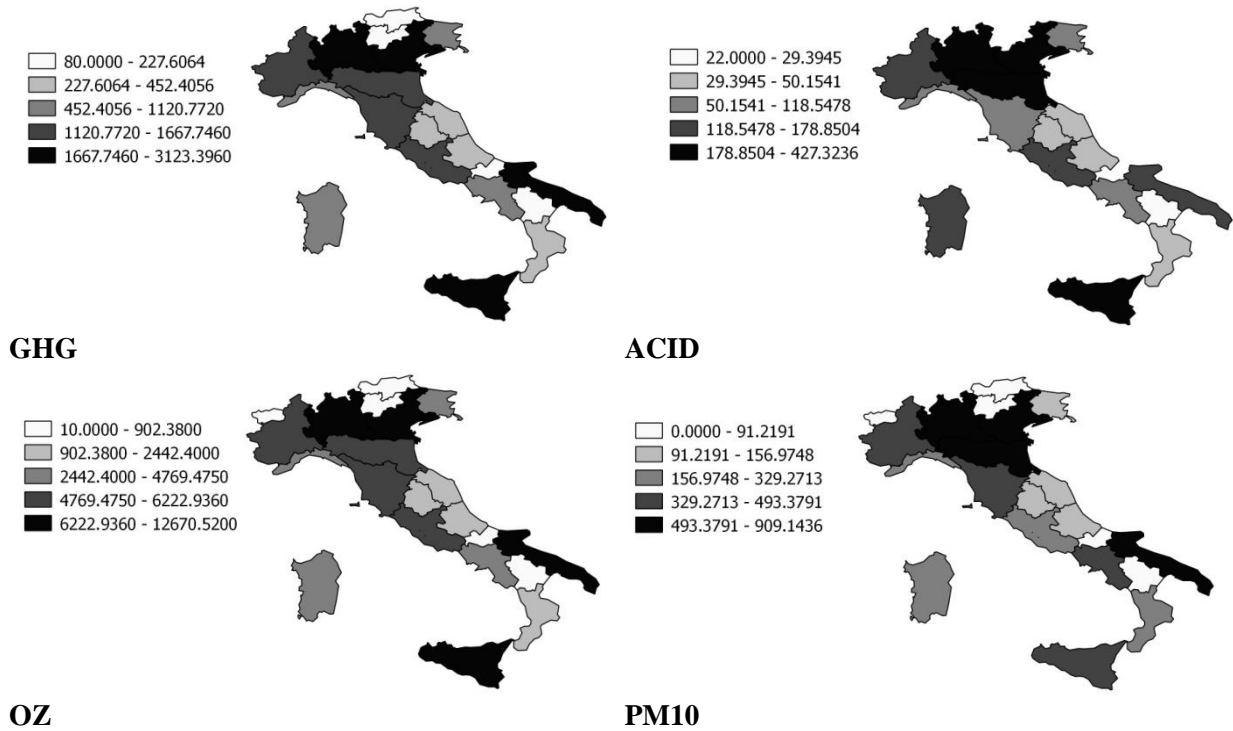 80.0000 - 227.6064
227.6064 - 452.4056
452.4056 - 1120.7720
1120.7720 - 1667.7460
1667.7460 - 3123.3960
GHG
22.0000 - 29.3945
29.3945 - 50.1541
50.1541 - 118.5478
118.5478 - 178.8504
178.8504 - 427.3236
ACID
10.0000 - 902.3800
902.3800 - 2442.4000
2442.4000 - 4769.4750
4769.4750 - 6222.9360
6222.9360 - 12670.5200
OZ
0.0000 - 91.2191
91.2191 - 156.9748
156.9748 - 329.2713
329.2713 - 493.3791
493.3791 - 909.1436
PM10